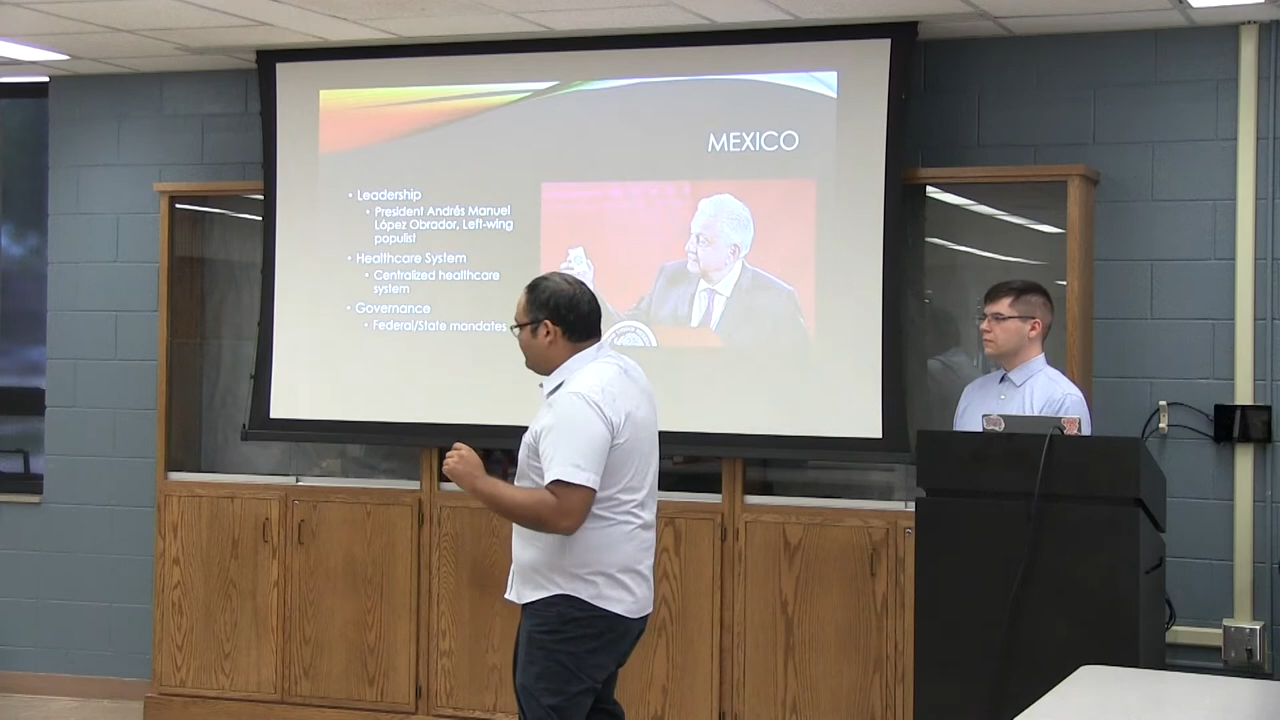 MEXICO
• Leadership
• President Andrés Manuel
López Obrador, Left-wing
populist
• Healthcare System
• Centralized healthcare
system
• Governance
• Federal/State mandates